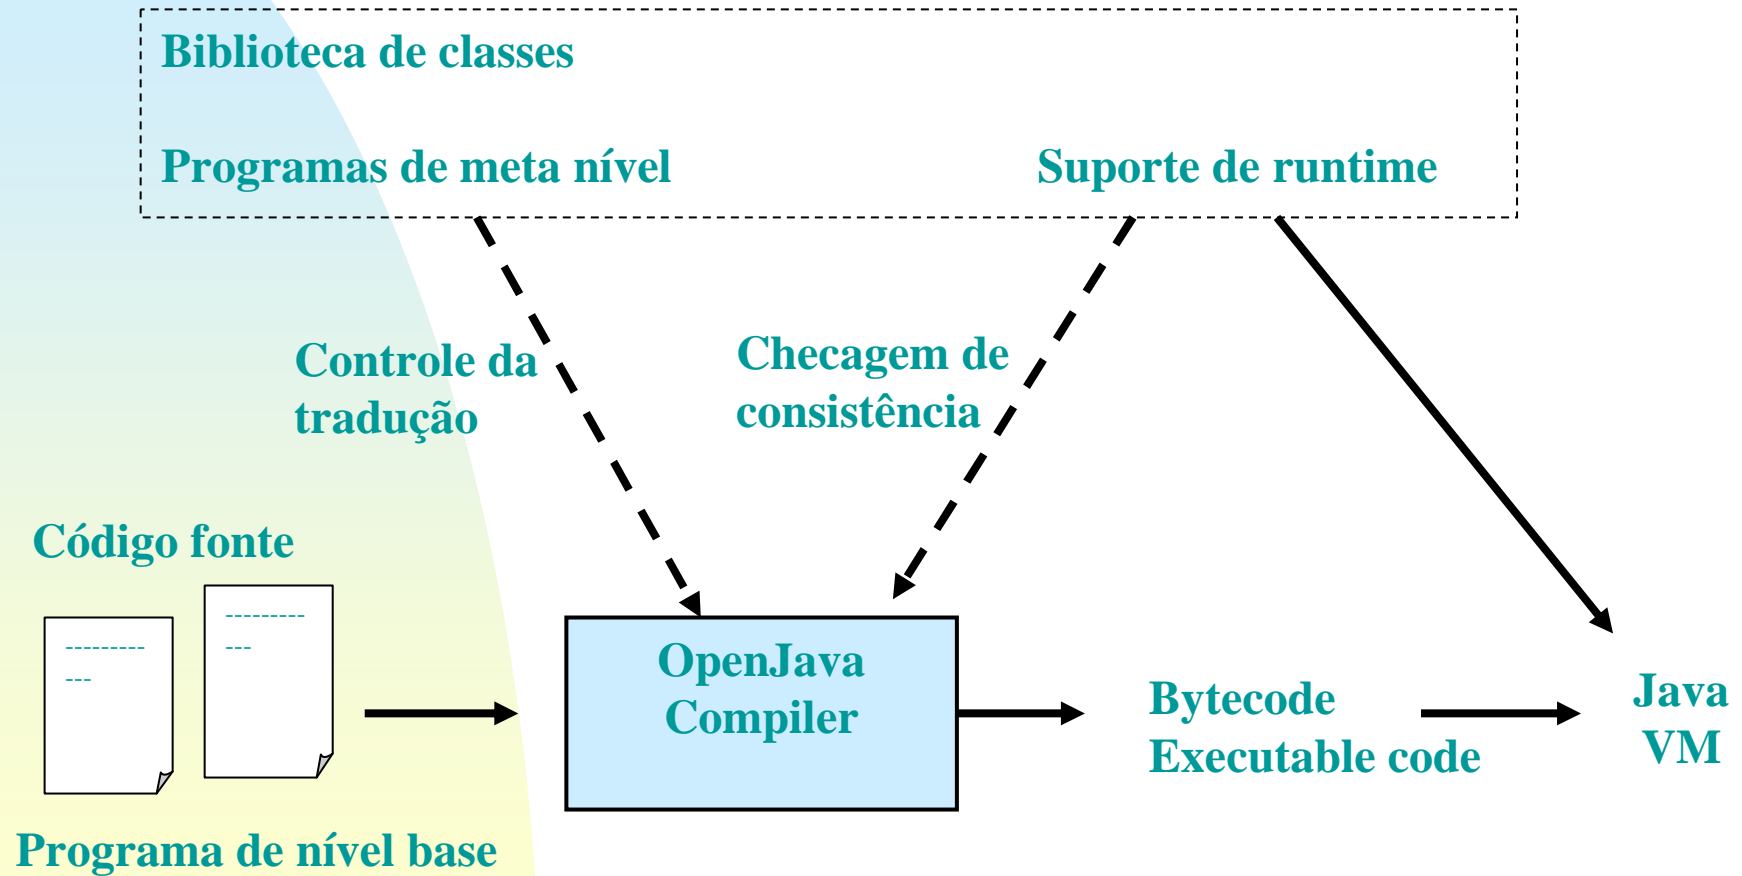 Biblioteca de classes
Programas de meta nível
Suporte de runtime
Controle da
tradução
Checagem de
consistência
Código fonte
---------
---
---------
---
OpenJava
Compiler
Bytecode
Executable code
Java
VM
Programa de nível base